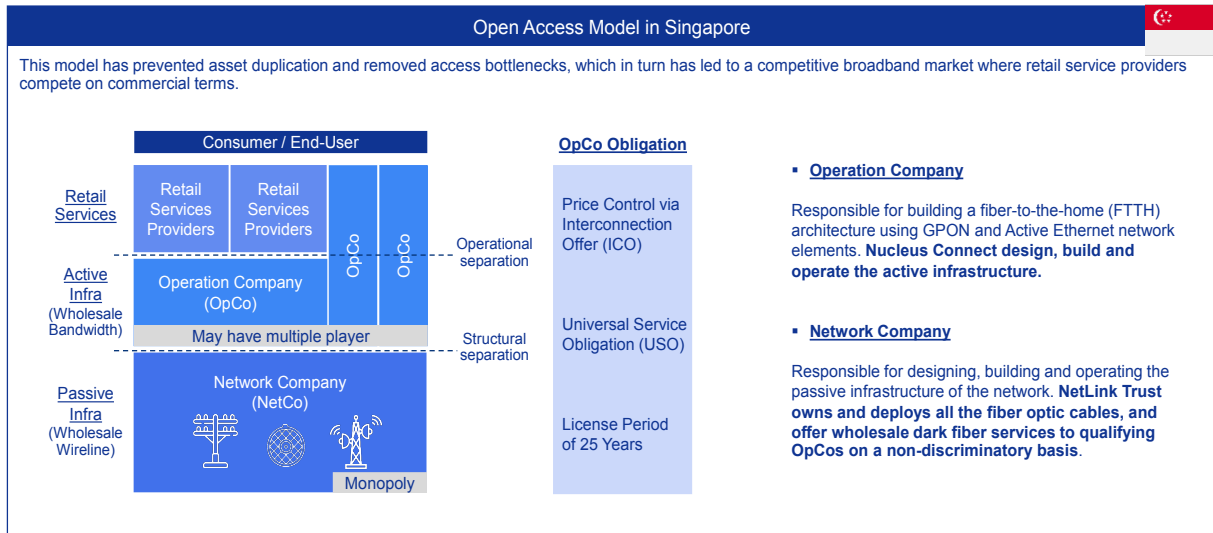 Open Access Model in Singapore
This model has prevented asset duplication and removed access bottlenecks, which in turn has led to a competitive broadband market where retail service providers
compete on commercial terms.
Consumer / End-User
Retail
Services
Retail
Services
Providers
Retail
Services
Providers
OpCo
OpCo
Operational
separation
Active
Infra
(Wholesale
Bandwidth)
Operation Company
(OpCo)
May have multiple player
Structural
separation
Passive
Infra
(Wholesale
Wireline)
Network Company
(NetCo)
Monopoly
OpCo Obligation
Price Control via
Interconnection
Offer (ICO)
Universal Service
Obligation (USO)
License Period
of 25 Years
▪ Operation Company
Responsible for building a fiber-to-the-home (FTTH)
architecture using GPON and Active Ethernet network
elements. Nucleus Connect design, build and
operate the active infrastructure.
▪ Network Company
Responsible for designing, building and operating the
passive infrastructure of the network. NetLink Trust
owns and deploys all the fiber optic cables, and
offer wholesale dark fiber services to qualifying
OpCos on a non-discriminatory basis.